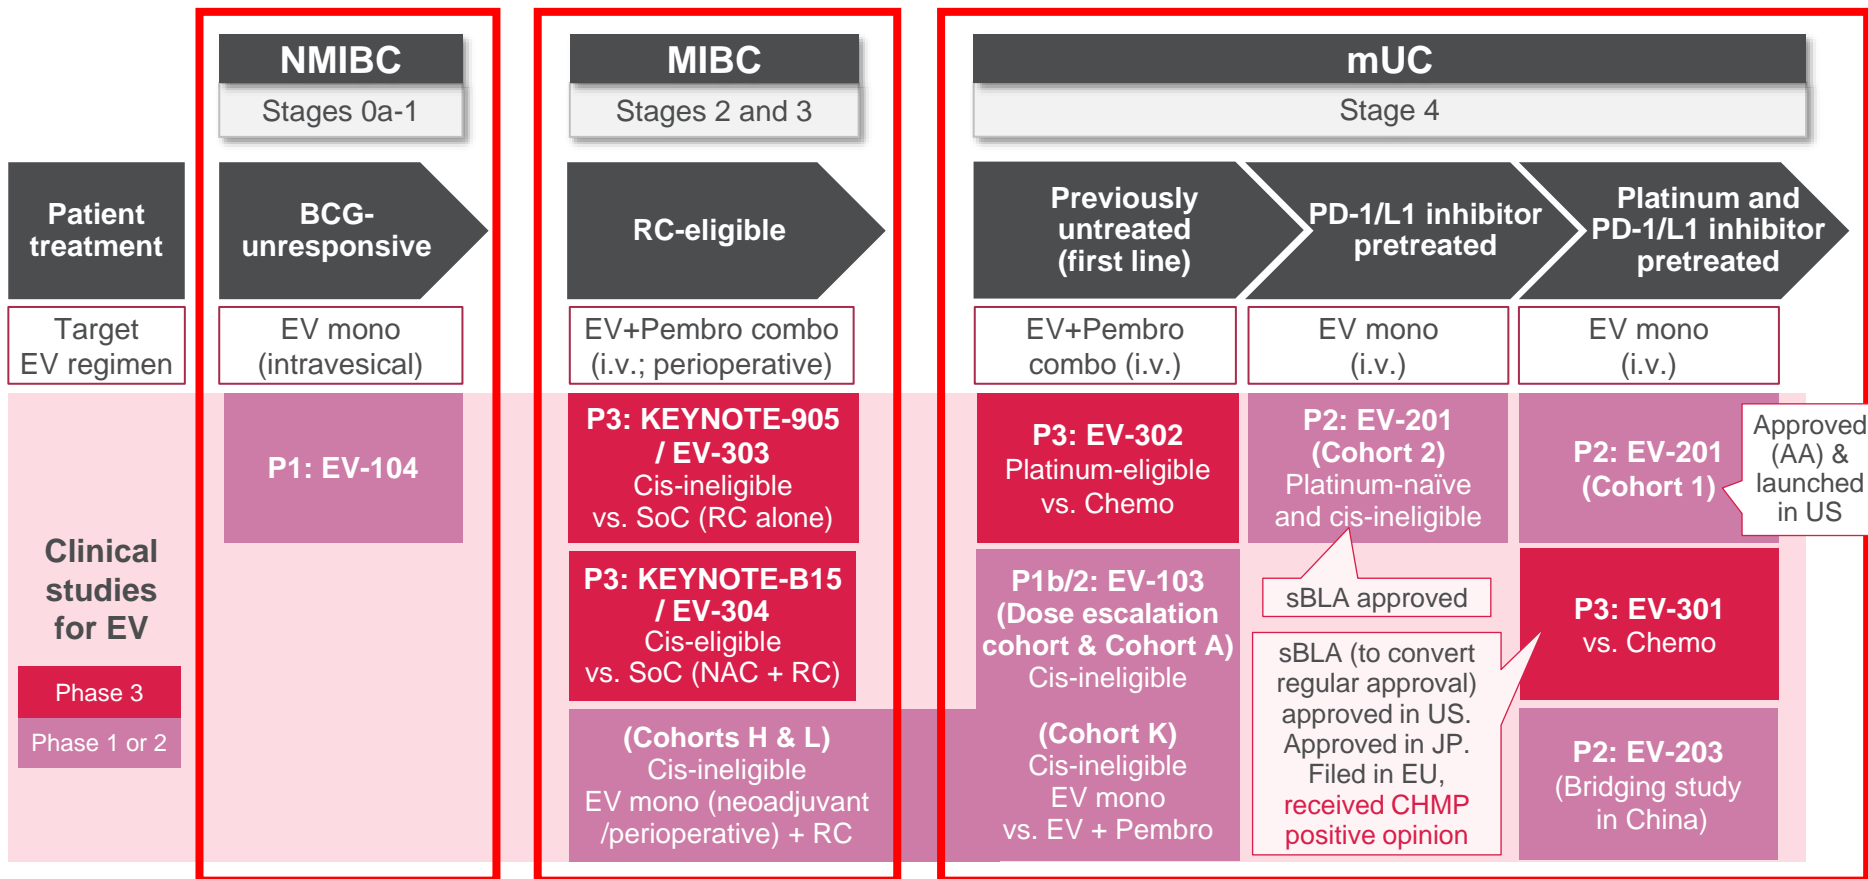 NMIBC
Stages 0a-1
MIBC
Stages 2 and 3
mUC
Stage 4
Patient
treatment
BCG-
unresponsive
RC-eligible
Previously
untreated
(first line)
PD-1/L1 inhibitor
pretreated
Platinum and
PD-1/L1 inhibitor
pretreated
Target
EV regimen
EV mono
(intravesical)
EV+Pembro combo
(i.v.; perioperative)
EV+Pembro
combo (i.v.)
EV mono
(i.v.)
EV mono
(i.v.)
Clinical
studies
for EV
Phase 3
Phase 1 or 2
P1: EV-104
P3: KEYNOTE-905
/ EV-303
Cis-ineligible
vs. SoC (RC alone)
P3: KEYNOTE-B15
/ EV-304
Cis-eligible
vs. SoC (NAC + RC)
(Cohorts H & L)
Cis-ineligible
EV mono (neoadjuvant
/perioperative) + RC
P3: EV-302
Platinum-eligible
vs. Chemo
P1b/2: EV-103
(Dose escalation
cohort & Cohort A)
Cis-ineligible
(Cohort K)
Cis-ineligible
EV mono
vs. EV + Pembro
P2: EV-201
(Cohort 2)
Platinum-naïve
and cis-ineligible
sBLA approved
sBLA (to convert
regular approval)
approved in US.
Approved in JP.
Filed in EU,
received CHMP
positive opinion
P2: EV-201
(Cohort 1)
Approved
(AA) &
launched
in US
P3: EV-301
vs. Chemo
P2: EV-203
(Bridging study
in China)